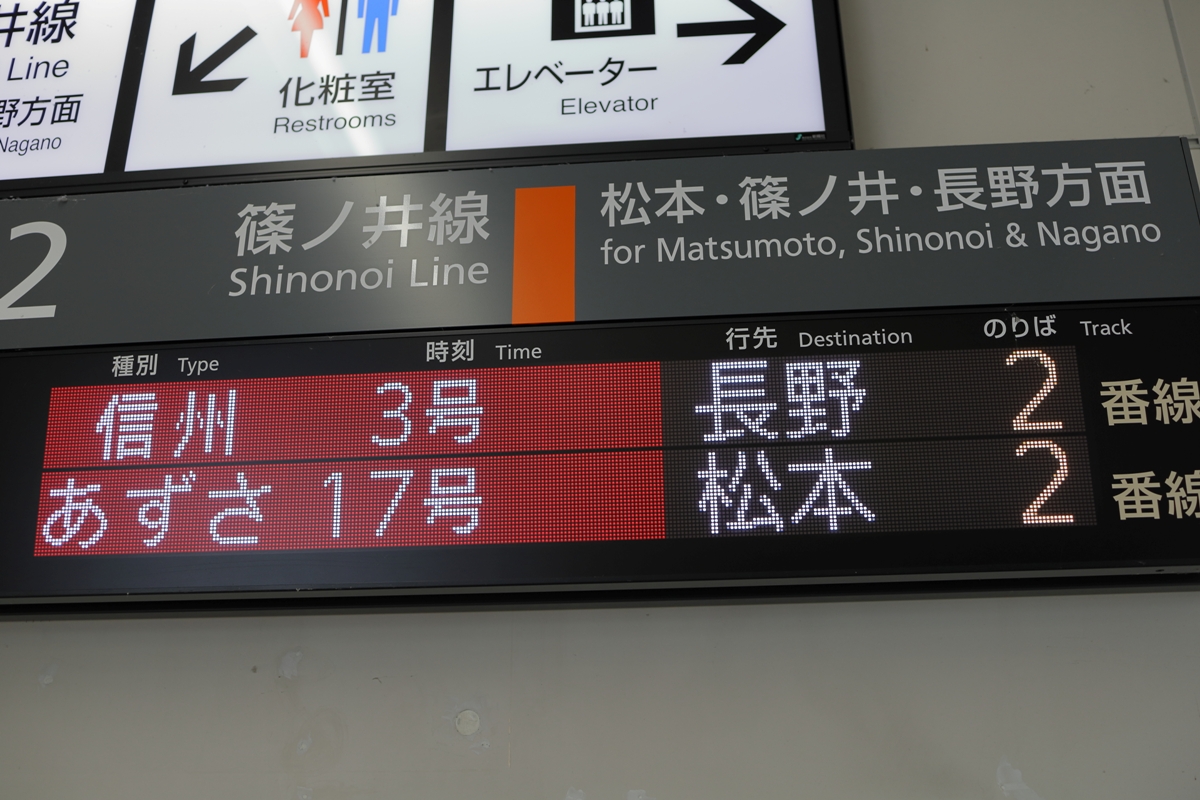 井線
Line
野方面
Nagano
化粧室
Restrooms
エレベーター
Elevator
2
篠ノ井線
Shinonoi Line
松本・篠ノ井・長野方面
for Matsumoto, Shinonoi & Nagano
種別 Type 時刻 Time 行先 Destination のりば Track
信州 3号 長野 2 番線
あずさ 17号 松本 2 番線